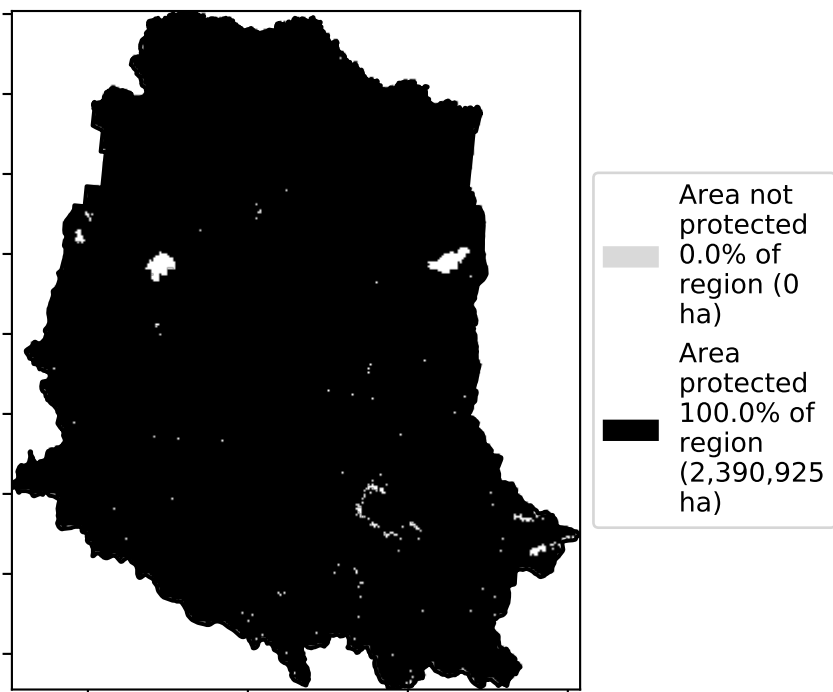 Area not
protected
0.0% of
region (0
ha)
Area
protected
100.0% of
region
(2,390,925
ha)